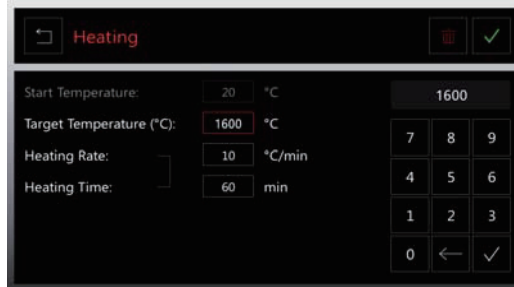 Heating
Start Temperature: 20 °C
Target Temperature (°C): 1600 °C
Heating Rate: 10 °C/min
Heating Time: 60 min
1600
7 8 9
4 5 6
1 2 3
0